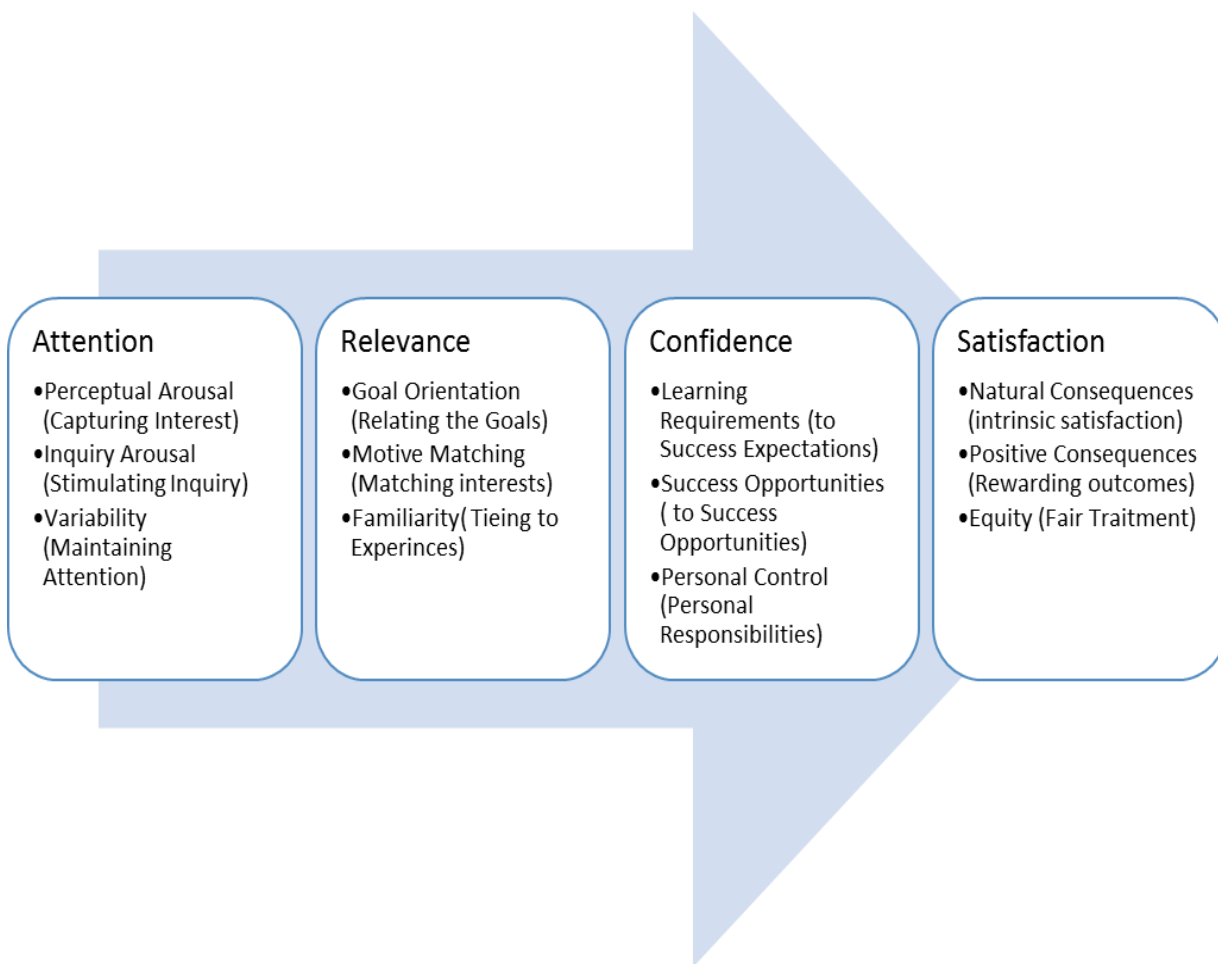 Attention
•Perceptual Arousal
(Capturing Interest)
•Inquiry Arousal
(Stimulating Inquiry)
•Variability
(Maintaining
Attention)
Relevance
•Goal Orientation
(Relating the Goals)
•Motive Matching
(Matching interests)
•Familiarity( Tieing to
Experinces)
Confidence
•Learning
Requirements (to
Success Expectations)
•Success Opportunities
( to Success
Opportunities)
•Personal Control
(Personal
Responsibilities)
Satisfaction
•Natural Consequences
(intrinsic satisfaction)
•Positive Consequences
(Rewarding outcomes)
•Equity (Fair Traitment)